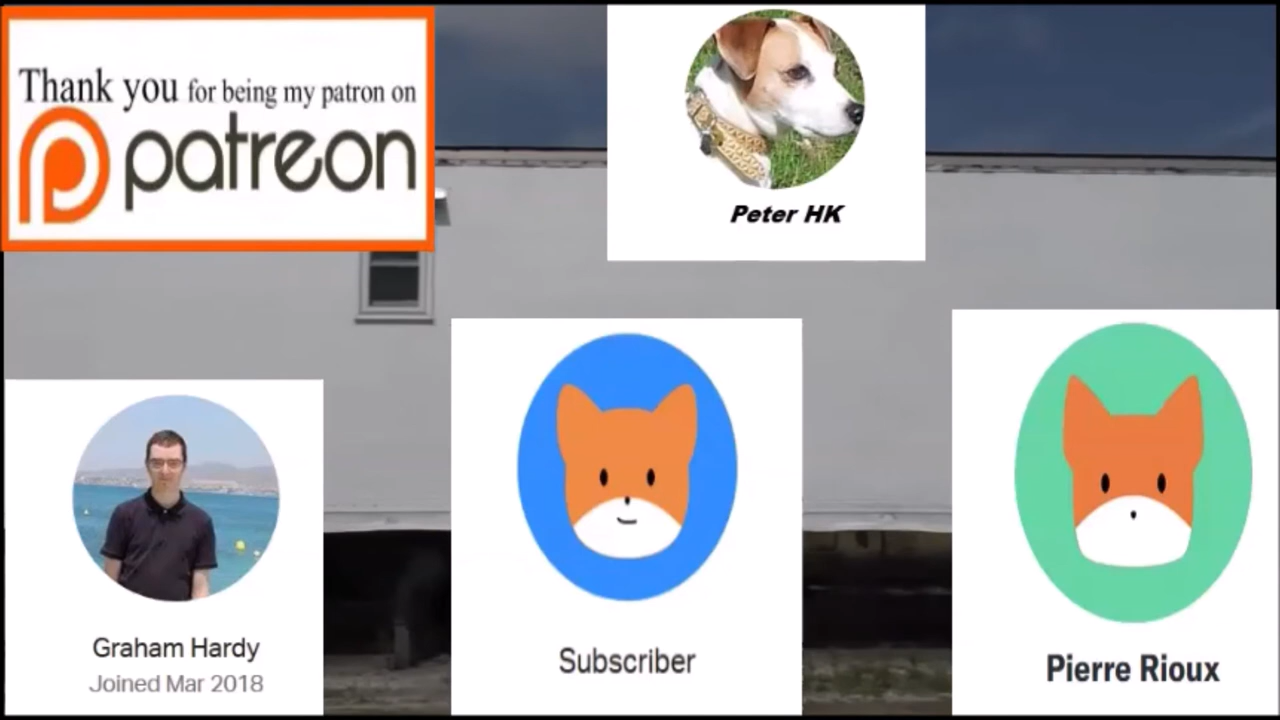 Thank you for being my patron on
patreon
Peter HK
Graham Hardy
Joined Mar 2018
Subscriber
Pierre Rioux